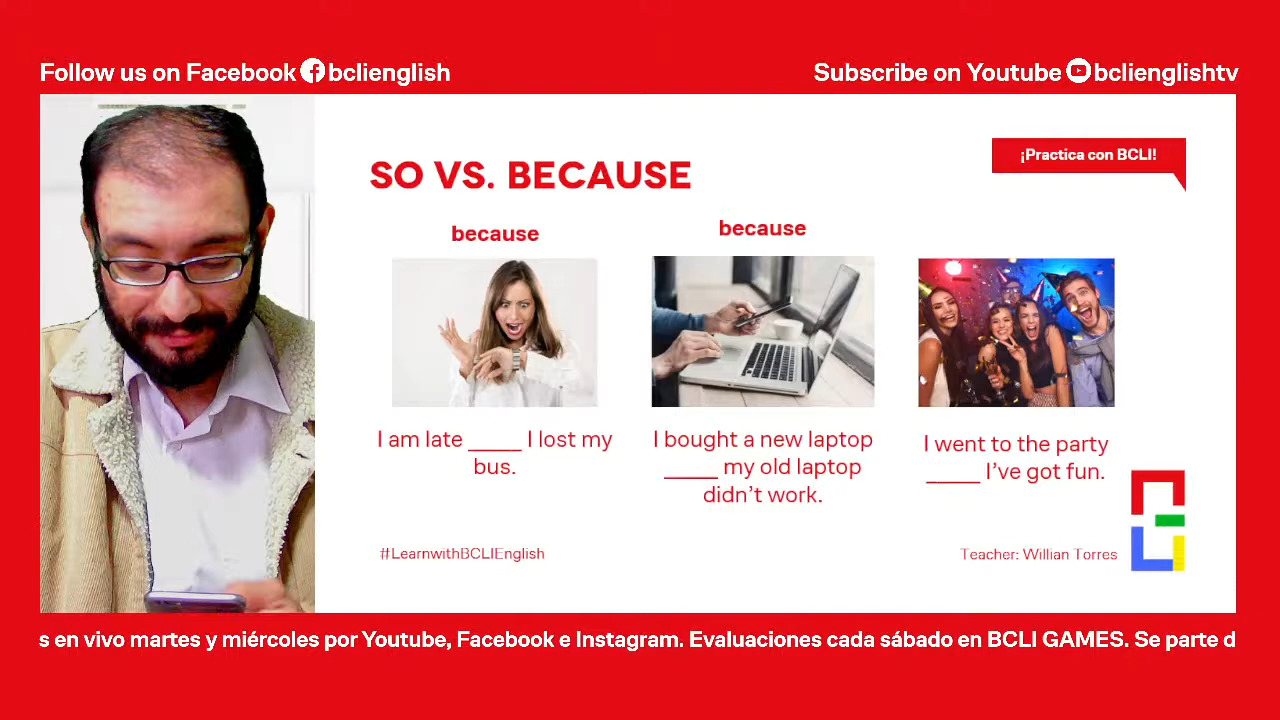 Follow us on Facebook bclienglish
Subscribe on Youtube bclienglishtv
¡Practica con BCLI!
SO VS. BECAUSE
because
because
I am late _____ I lost my
bus.
I bought a new laptop
_____ my old laptop
didn't work.
I went to the party
_____ I've got fun.
#LearnwithBCLIEnglish
Teacher: Willian Torres
s en vivo martes y miércoles por Youtube, Facebook e Instagram. Evaluaciones cada sábado en BCLI GAMES. Se parte d